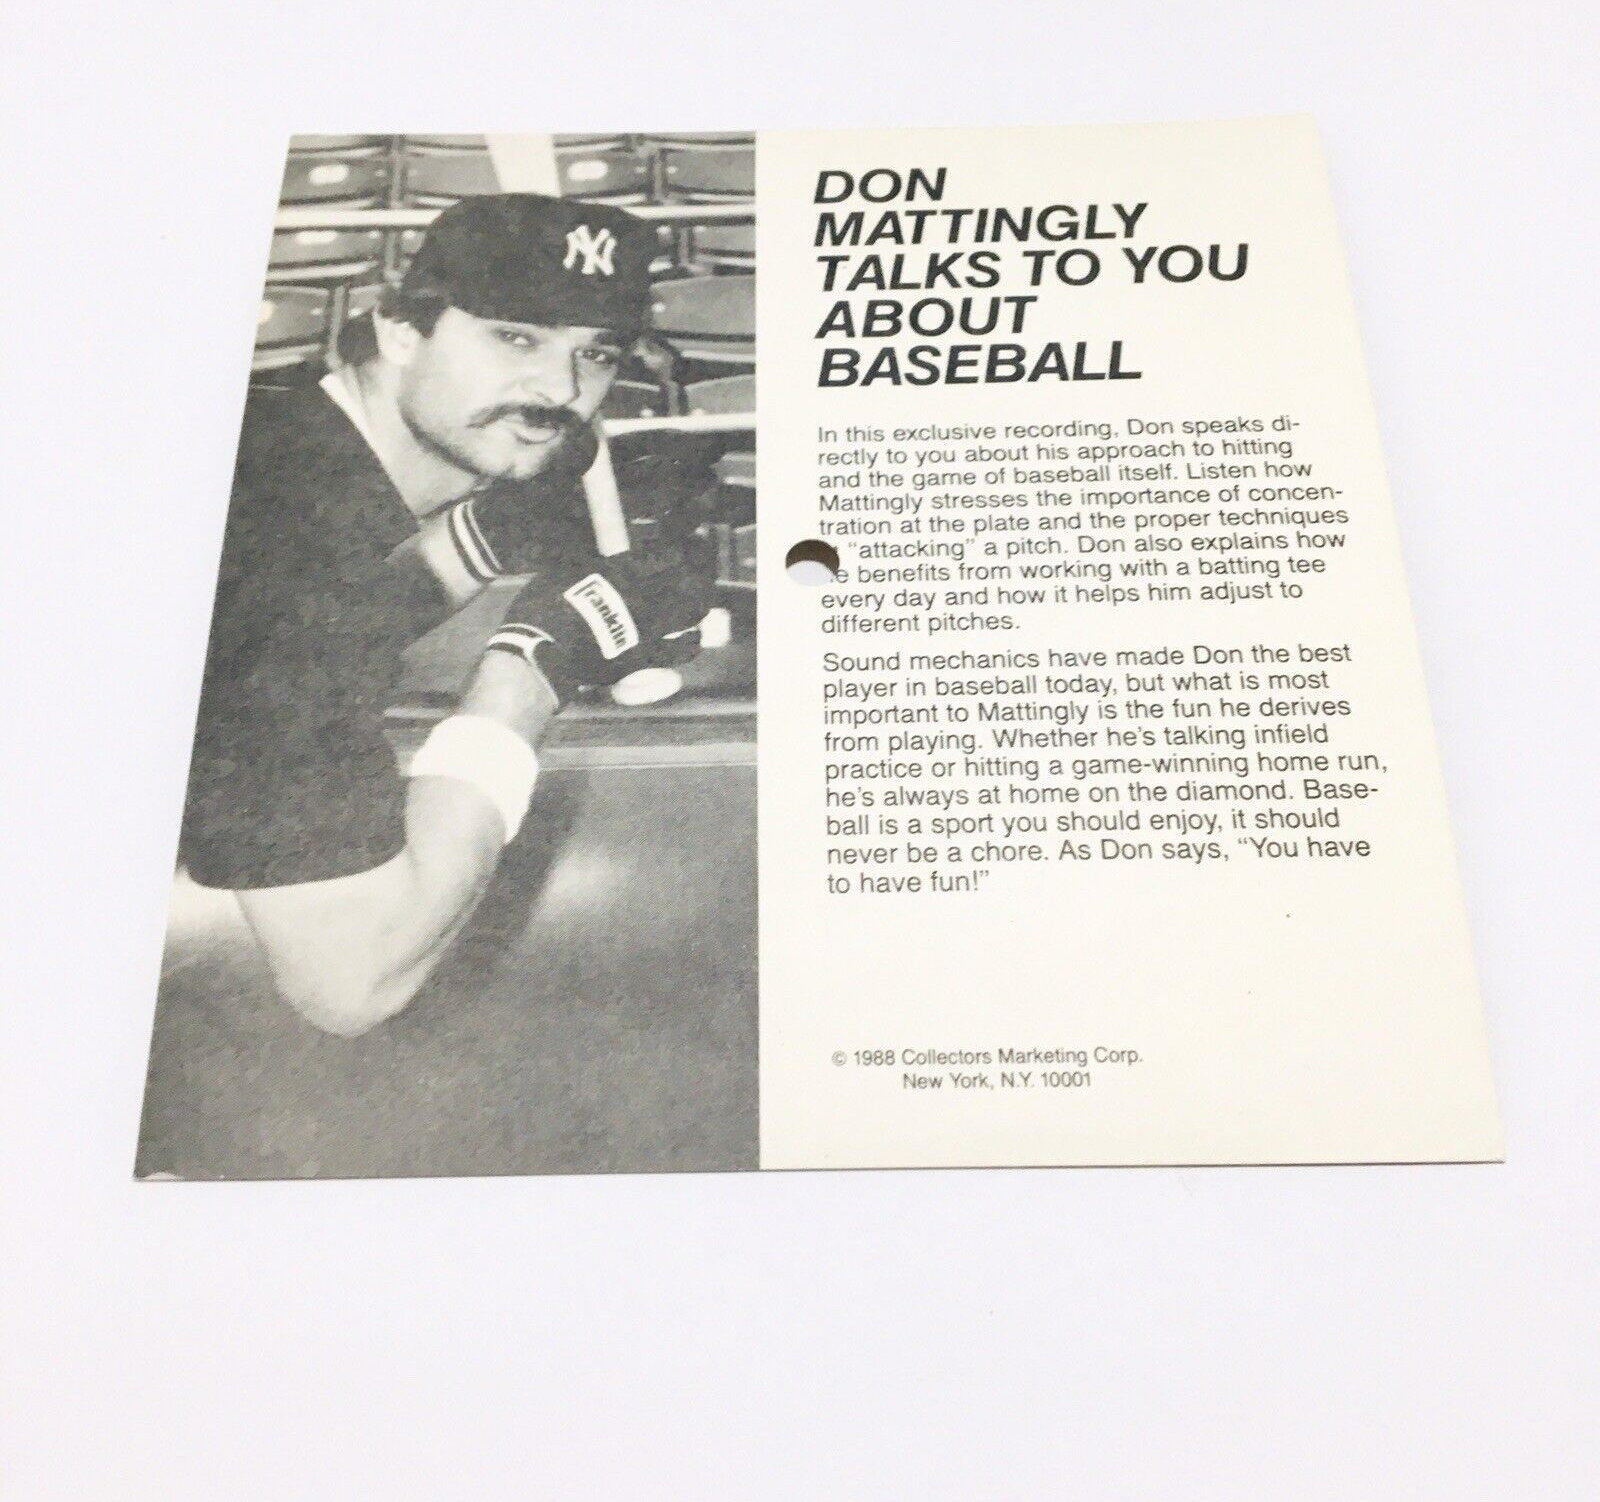 NY
Franklin
DON
MATTINGLY
TALKS TO YOU
ABOUT
BASEBALL
In this exclusive recording, Don speaks di-
rectly to you about his approach to hitting
and the game of baseball itself. Listen how
Mattingly stresses the importance of concen-
tration at the plate and the proper techniques
"attacking" a pitch. Don also explains how
benefits from working with a batting tee
every day and how it helps him adjust to
different pitches.
Sound mechanics have made Don the best
player in baseball today, but what is most
important to Mattingly is the fun he derives
from playing. Whether he's talking infield
practice or hitting a game-winning home run,
he's always at home on the diamond. Base-
ball is a sport you should enjoy, it should
never be a chore. As Don says, "You have
to have fun!"
© 1988 Collectors Marketing Corp.
New York, N.Y. 10001